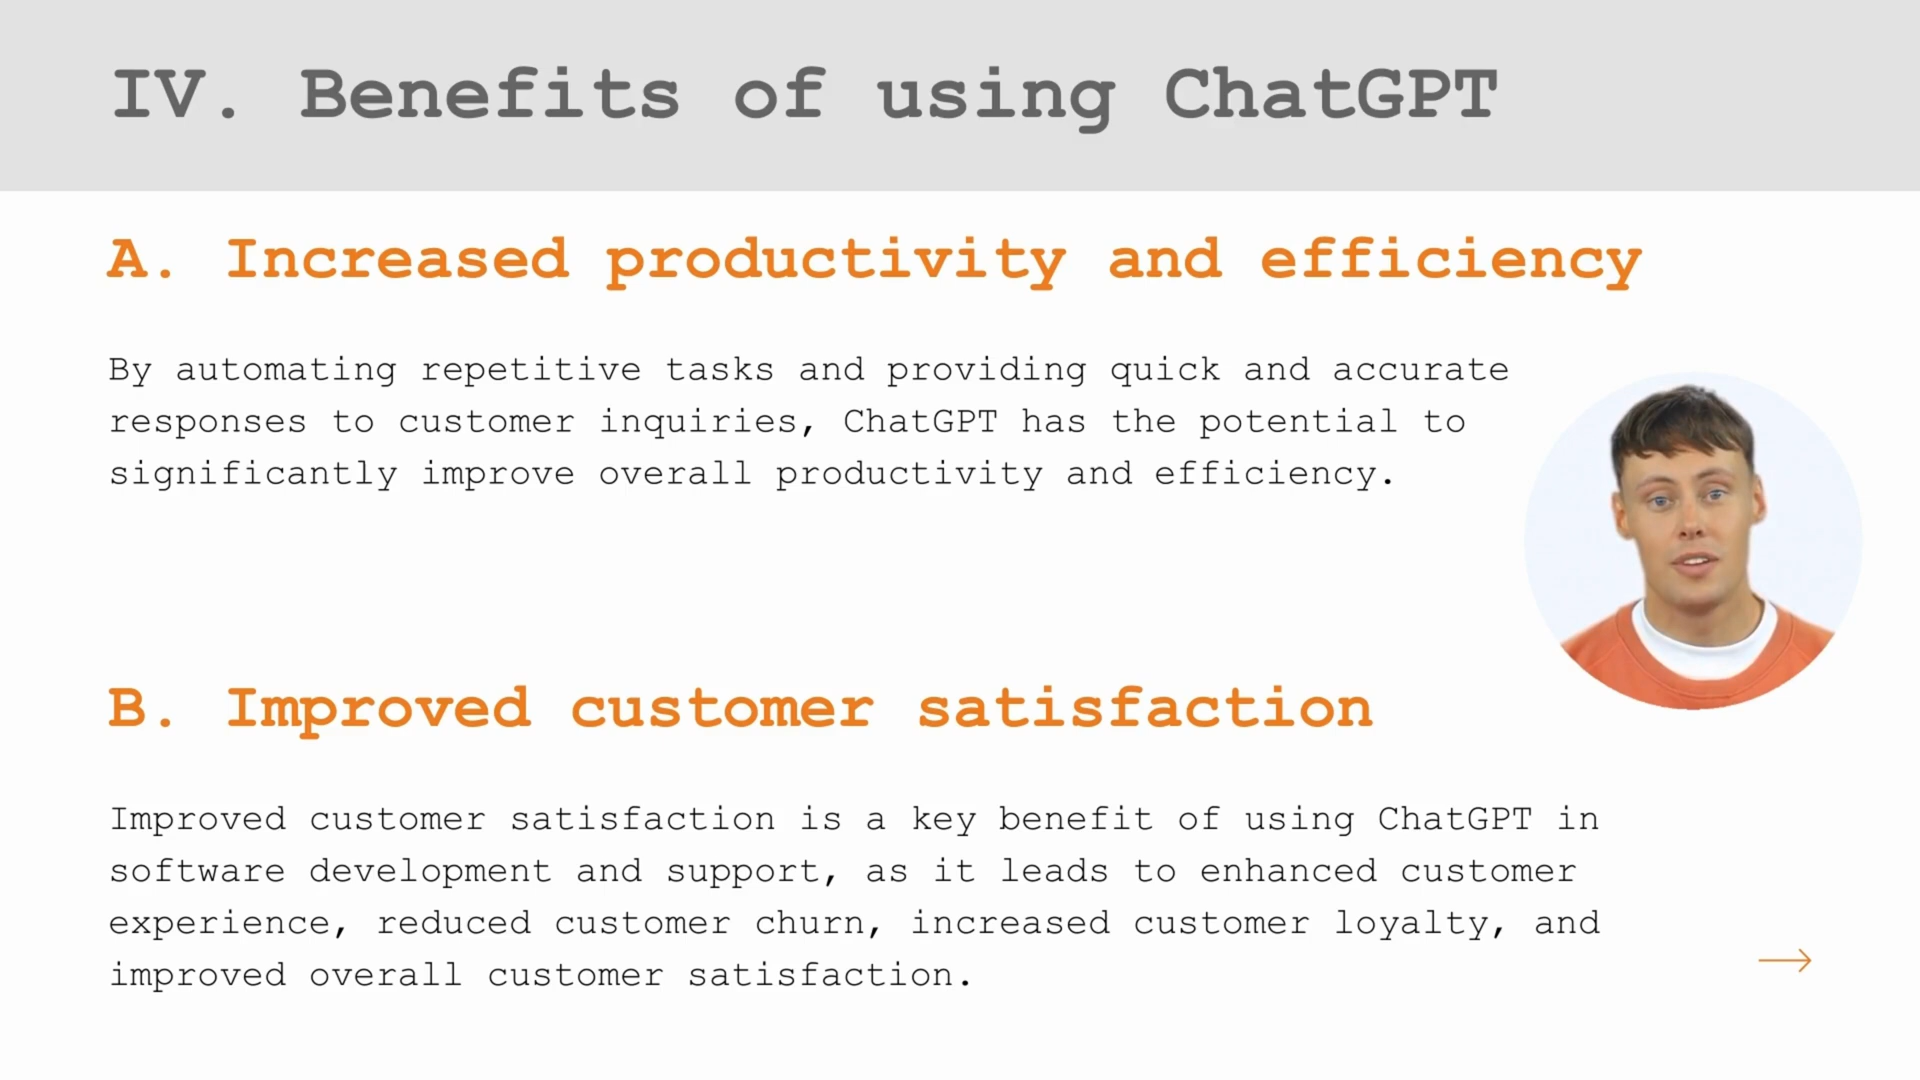 IV. Benefits of using ChatGPT
A. Increased productivity and efficiency
By automating repetitive tasks and providing quick and accurate
responses to customer inquiries, ChatGPT has the potential to
significantly improve overall productivity and efficiency.
B. Improved customer satisfaction
Improved customer satisfaction is a key benefit of using ChatGPT in
software development and support, as it leads to enhanced customer
experience, reduced customer churn, increased customer loyalty, and
improved overall customer satisfaction.